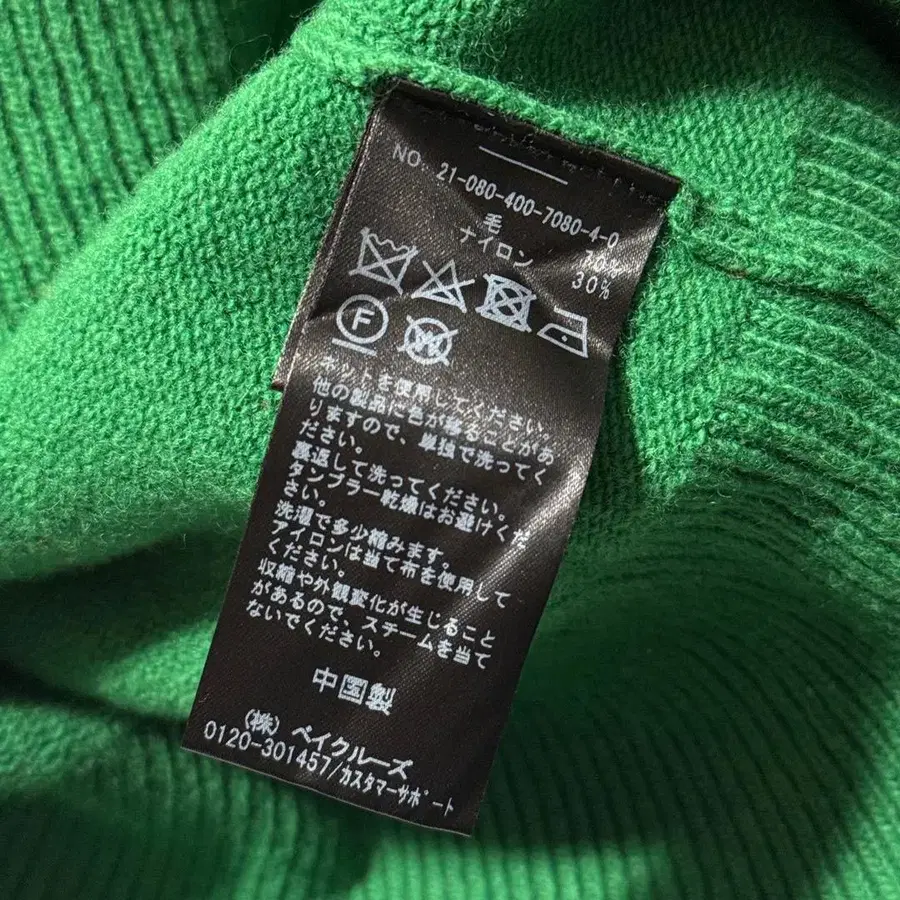 NO. 21-080-400-7080-4-0
毛 70%
ナイロン 30%
F W
ネットを使用してください。
他の製品に色が移ることがあ
りますので、単独で洗ってく
ださい。
裏返して洗ってください。
タンブラー乾燥はお避けくだ
さい。
洗濯で多少縮みます。
アイロンは当て布を使用して
ください。
収縮や外観変化が生じること
があるので、スチームを当て
ないでください。
中国製
(株) ベイクルーズ
0120-301457/カスタマーサポート